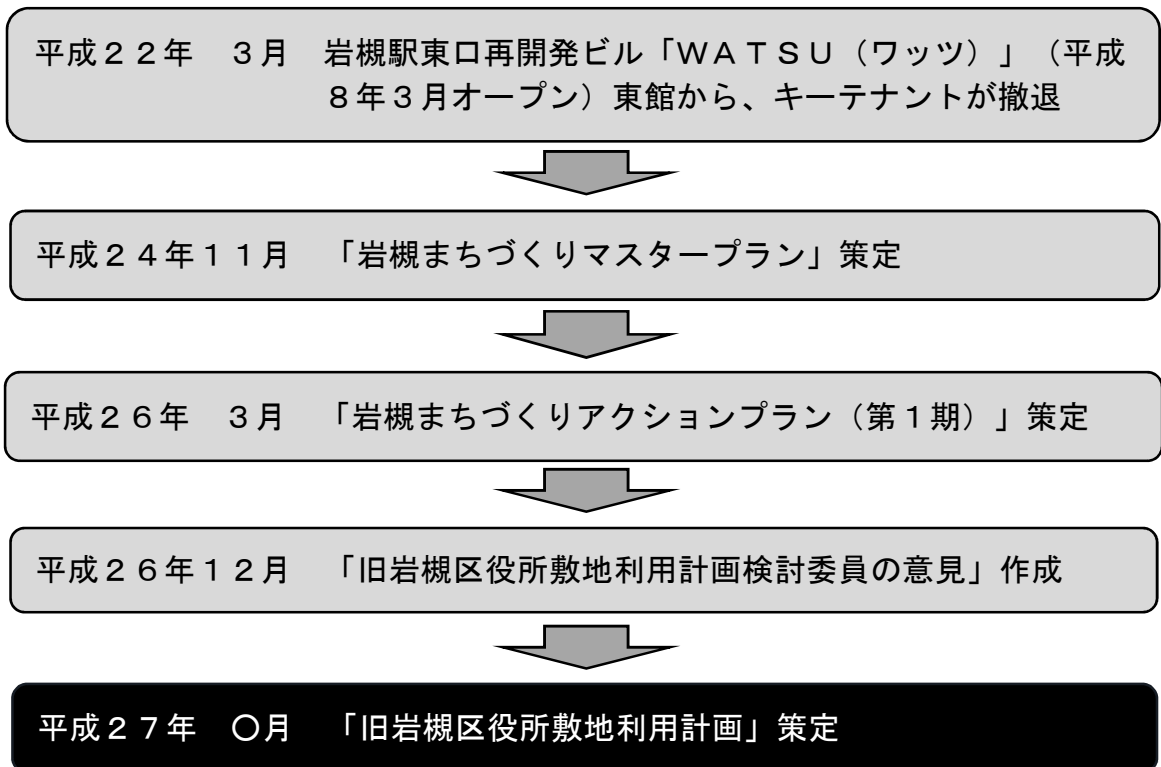 平成２２年　３月　岩槻駅東口再開発ビル「ＷＡＴＳＵ（ワッツ）」（平成
８年３月オープン）東館から、キーテナントが撤退
平成２４年１１月　「岩槻まちづくりマスタープラン」策定
平成２６年　３月　「岩槻まちづくりアクションプラン（第１期）」策定
平成２６年１２月　「旧岩槻区役所敷地利用計画検討委員の意見」作成
平成２７年　〇月　「旧岩槻区役所敷地利用計画」策定